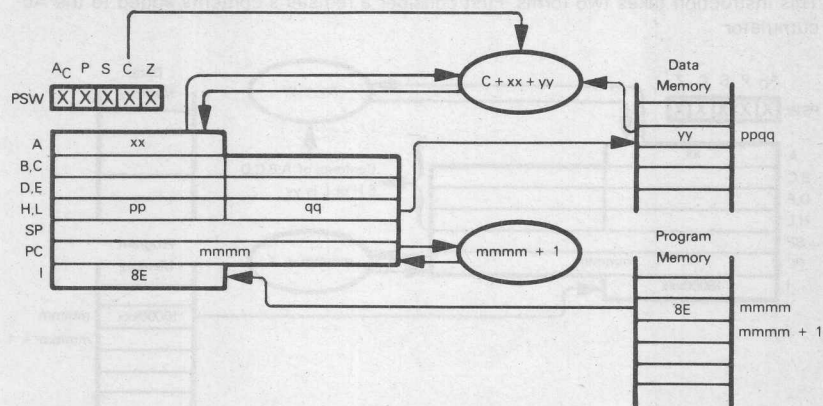 A_C P S C Z
PSW X X X X X
C + xx + yy
Data
Memory
yy ppqq
A xx
B,C
D,E
H,L pp qq
SP
PC mmmm
mmmm + 1
I 8E
Program
Memory
8E mmmm
mmmm + 1